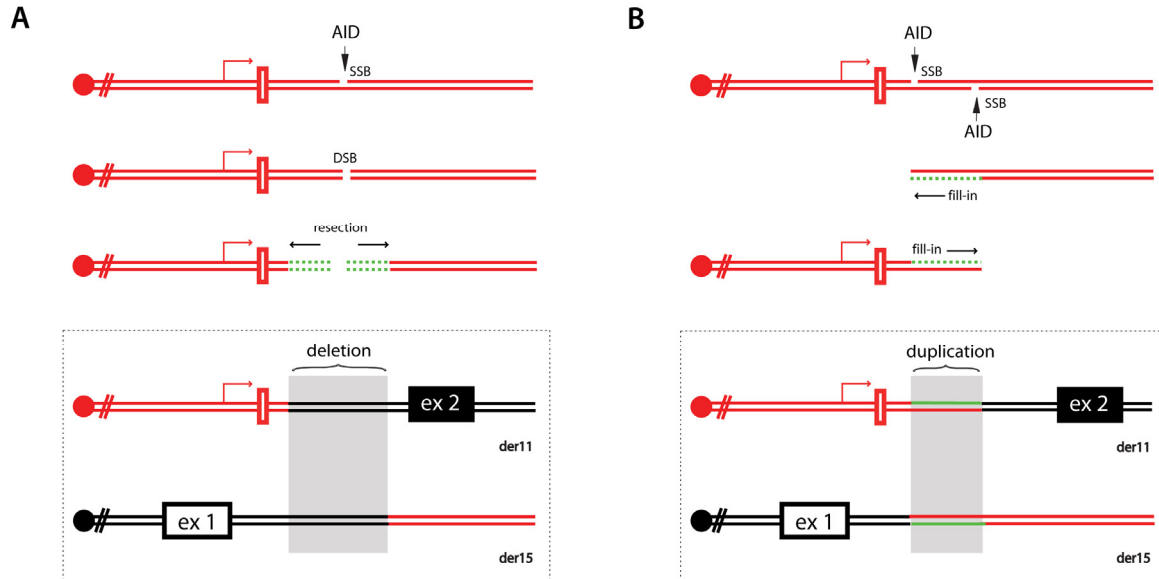 A
AID
SSB
DSB
resection
deletion
ex 2
der11
ex 1
der15
B
AID
SSB
SSB
AID
fill-in
fill-in
duplication
ex 2
der11
ex 1
der15